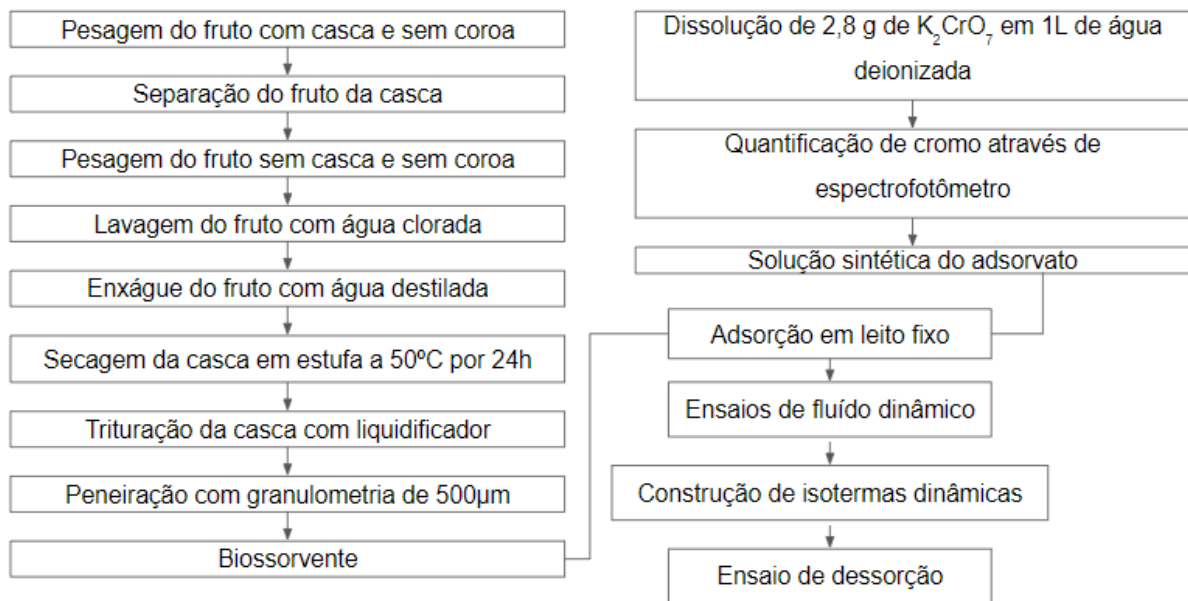 Pesagem do fruto com casca e sem coroa
Separação do fruto da casca
Pesagem do fruto sem casca e sem coroa
Lavagem do fruto com água clorada
Enxágue do fruto com água destilada
Secagem da casca em estufa a 50ºC por 24h
Trituração da casca com liquidificador
Peneiração com granulometria de 500µm
Biossorvente
Dissolução de 2,8 g de K₂CrO₇ em 1L de água
deionizada
Quantificação de cromo através de
espectrofotômetro
Solução sintética do adsorvato
Adsorção em leito fixo
Ensaios de fluído dinâmico
Construção de isotermas dinâmicas
Ensaio de dessorção